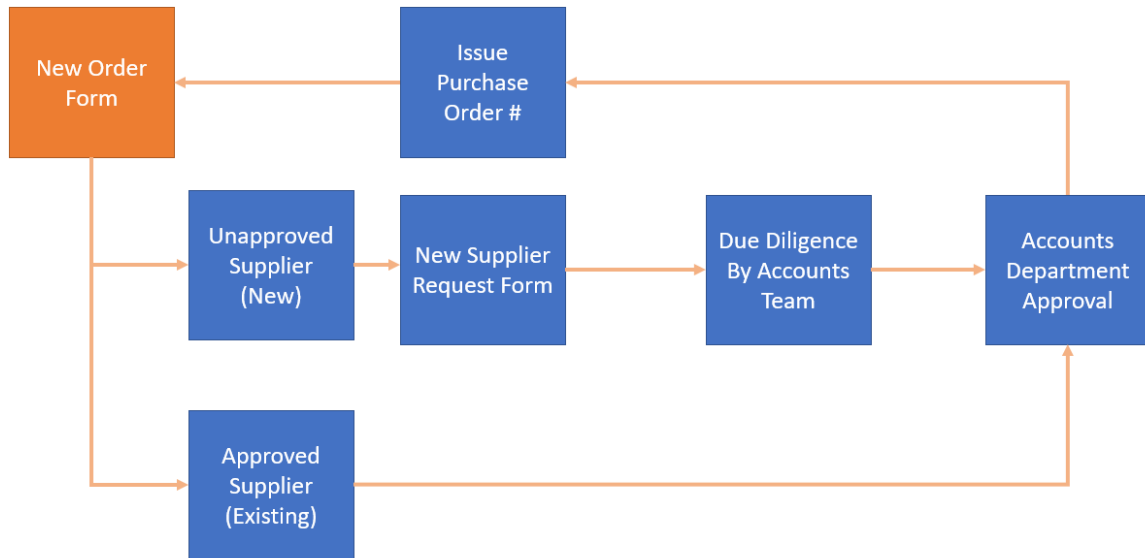 New Order
Form
Issue
Purchase
Order #
Unapproved
Supplier
(New)
New Supplier
Request Form
Due Diligence
By Accounts
Team
Accounts
Department
Approval
Approved
Supplier
(Existing)